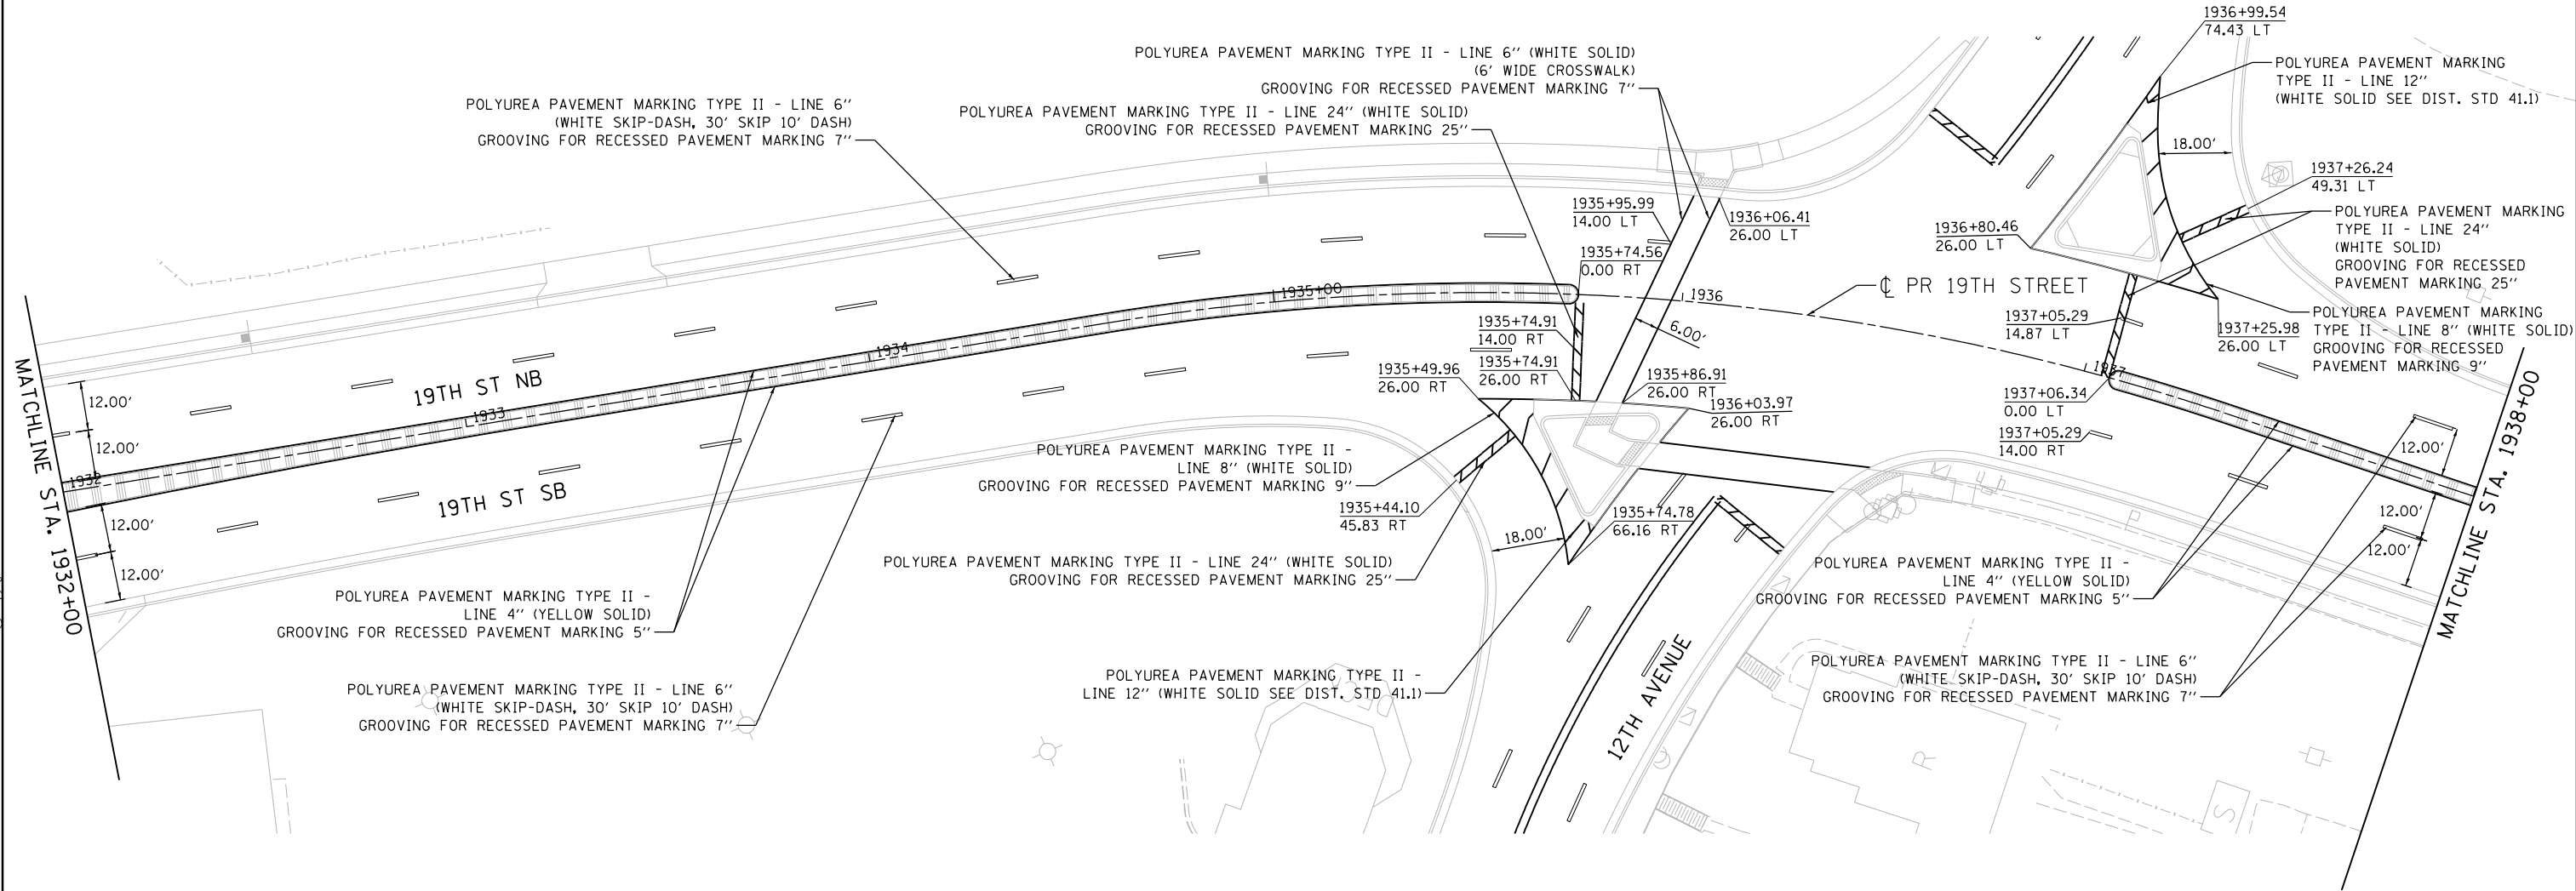 1936+99.54
74.43 LT
POLYUREA PAVEMENT MARKING TYPE II - LINE 6" (WHITE SOLID)
(6' WIDE CROSSWALK)
GROOVING FOR RECESSED PAVEMENT MARKING 7"
POLYUREA PAVEMENT MARKING
TYPE II - LINE 12"
(WHITE SOLID SEE DIST. STD 41.1)
POLYUREA PAVEMENT MARKING TYPE II - LINE 6"
(WHITE SKIP-DASH, 30' SKIP 10' DASH)
GROOVING FOR RECESSED PAVEMENT MARKING 7"
POLYUREA PAVEMENT MARKING TYPE II - LINE 24" (WHITE SOLID)
GROOVING FOR RECESSED PAVEMENT MARKING 25"
18.00'
1937+26.24
49.31 LT
1935+95.99
14.00 LT
1936+06.41
26.00 LT
1936+80.46
26.00 LT
POLYUREA PAVEMENT MARKING
TYPE II - LINE 24"
(WHITE SOLID)
GROOVING FOR RECESSED
PAVEMENT MARKING 25"
1935+74.56
0.00 RT
℄ PR 19TH STREET
1935+00
1936
1935+74.91
14.00 RT
6.00'
1937+05.29
14.87 LT
1937+25.98
26.00 LT
POLYUREA PAVEMENT MARKING
TYPE II - LINE 8" (WHITE SOLID)
GROOVING FOR RECESSED
PAVEMENT MARKING 9"
1934
1935+49.96
26.00 RT
1935+74.91
26.00 RT
1935+86.91
26.00 RT
1936+03.97
26.00 RT
1937
1937+06.34
0.00 LT
MATCHLINE STA. 1932+00
12.00'
12.00'
19TH ST NB
1933
1932
19TH ST SB
12.00'
12.00'
1937+05.29
14.00 RT
12.00'
12.00'
12.00'
MATCHLINE STA. 1938+00
POLYUREA PAVEMENT MARKING TYPE II -
LINE 8" (WHITE SOLID)
GROOVING FOR RECESSED PAVEMENT MARKING 9"
1935+44.10
45.83 RT
1935+74.78
66.16 RT
18.00'
POLYUREA PAVEMENT MARKING TYPE II - LINE 24" (WHITE SOLID)
GROOVING FOR RECESSED PAVEMENT MARKING 25"
POLYUREA PAVEMENT MARKING TYPE II -
LINE 4" (YELLOW SOLID)
GROOVING FOR RECESSED PAVEMENT MARKING 5"
POLYUREA PAVEMENT MARKING TYPE II -
LINE 4" (YELLOW SOLID)
GROOVING FOR RECESSED PAVEMENT MARKING 5"
POLYUREA PAVEMENT MARKING TYPE II -
LINE 12" (WHITE SOLID SEE DIST. STD 41.1)
12TH AVENUE
POLYUREA PAVEMENT MARKING TYPE II - LINE 6"
(WHITE SKIP-DASH, 30' SKIP 10' DASH)
GROOVING FOR RECESSED PAVEMENT MARKING 7"
POLYUREA PAVEMENT MARKING TYPE II - LINE 6"
(WHITE SKIP-DASH, 30' SKIP 10' DASH)
GROOVING FOR RECESSED PAVEMENT MARKING 7"
P
R
S